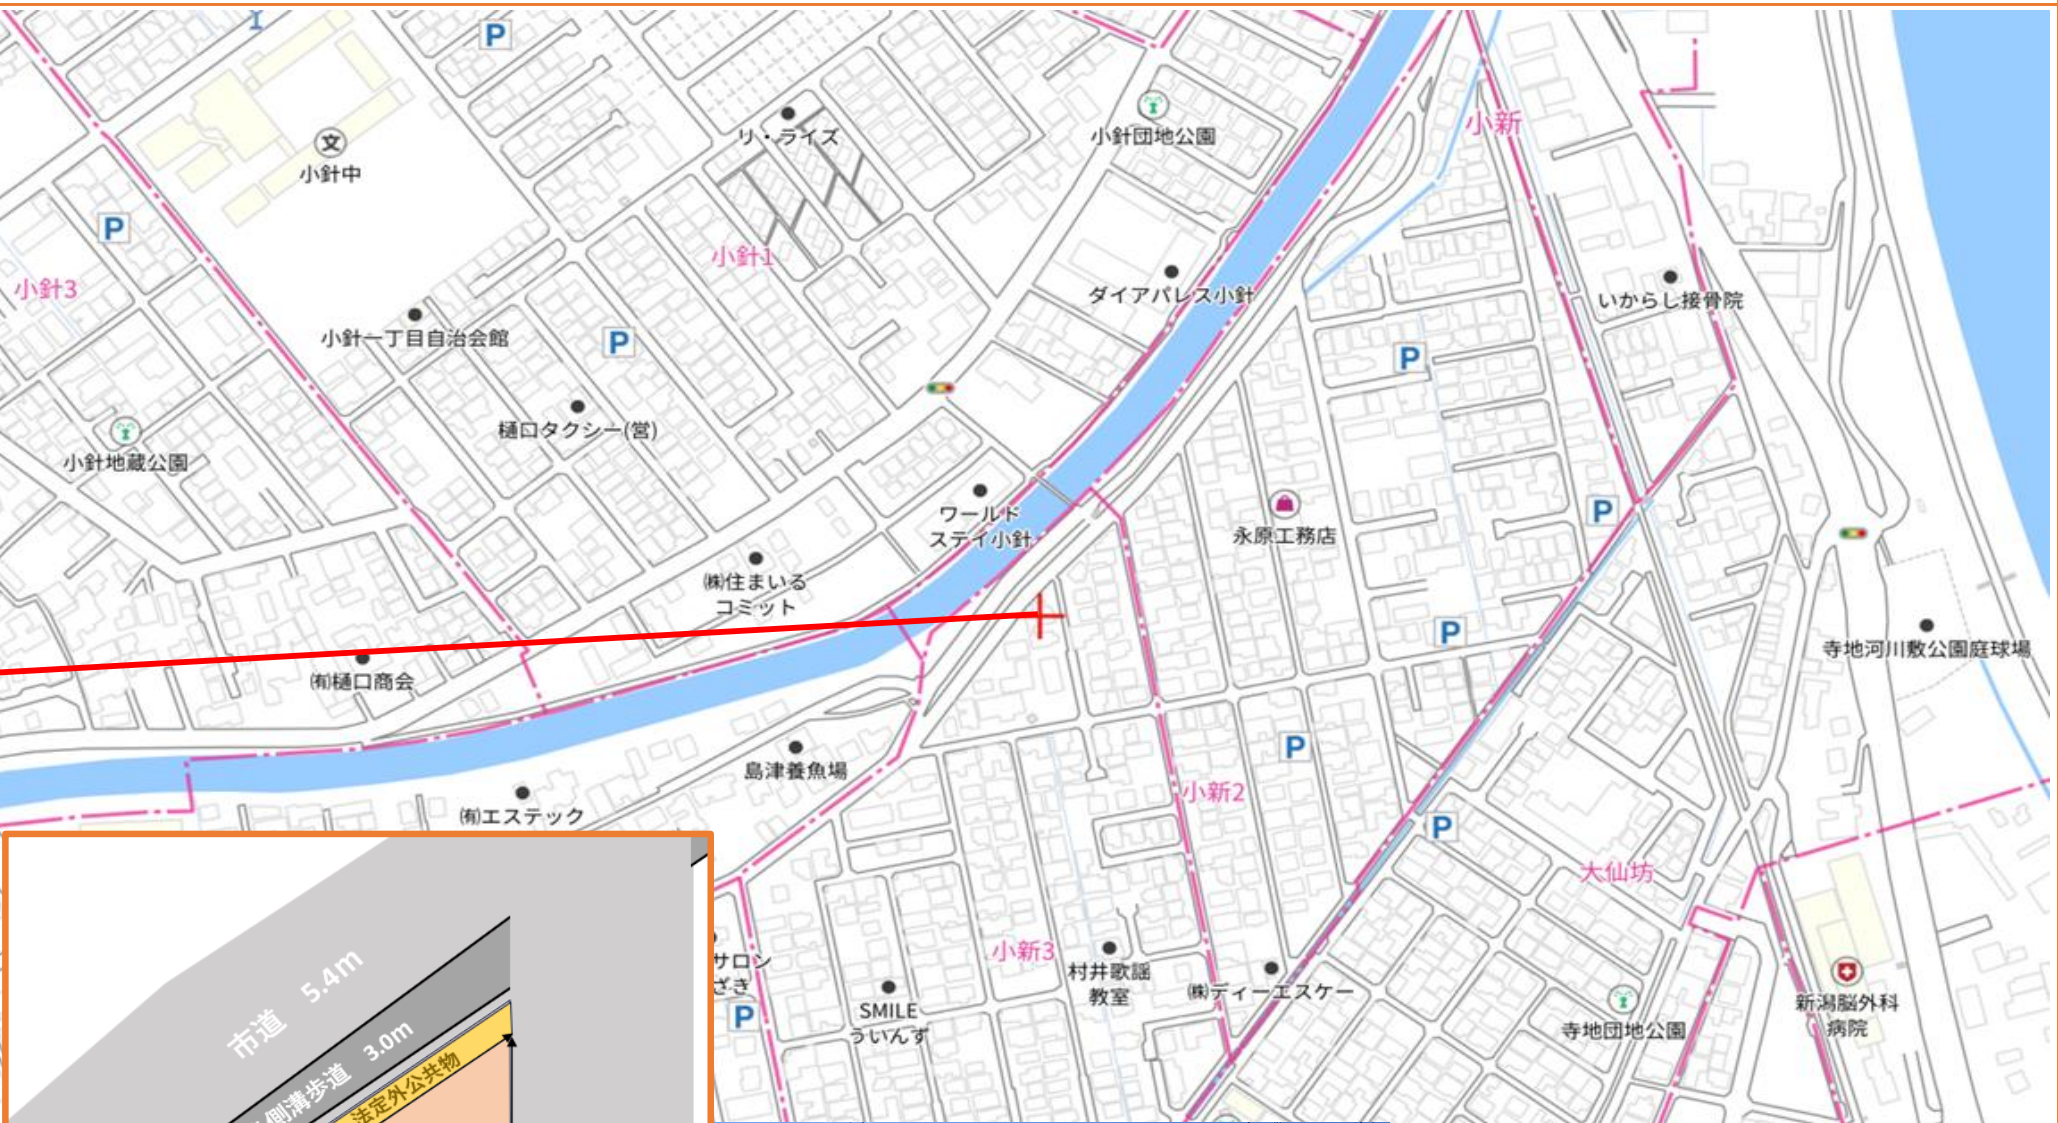 P
小針中
リ・ライズ
小針団地公園
小新
P
小針3
小針1
ダイアパレス小針
いからし接骨院
小針一丁目自治会館
P
P
樋口タクシー(営)
小針地蔵公園
ワールド
ステイ小針
永原工務店
P
㈱住まいる
コミット
P
寺地河川敷公園庭球場
㈲樋口商会
島津養魚場
P
小新2
㈲エステック
P
大仙坊
市道 5.4m
側溝歩道 3.0m
法定外公共物
サロン
ざき
小新3
村井歌謡
教室
㈱ディーエスケー
SMILE
ういんず
P
寺地団地公園
新潟脳外科
病院